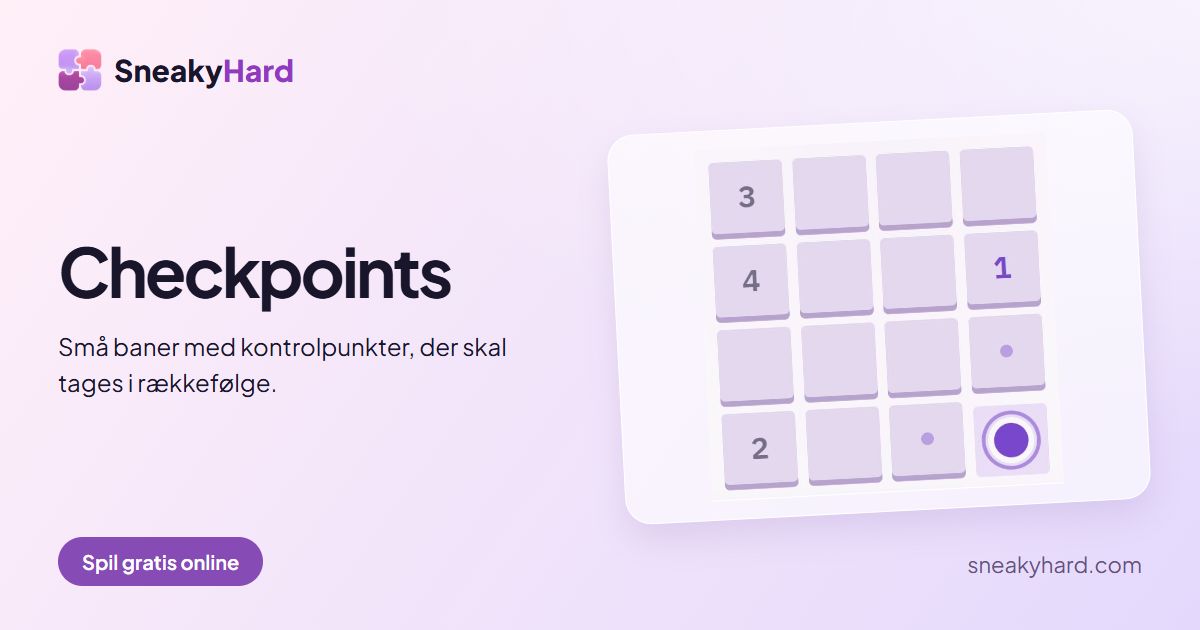 SneakyHard
Checkpoints
Små baner med kontrolpunkter, der skal
tages i rækkefølge.
Spil gratis online
3
4
1
2
sneakyhard.com